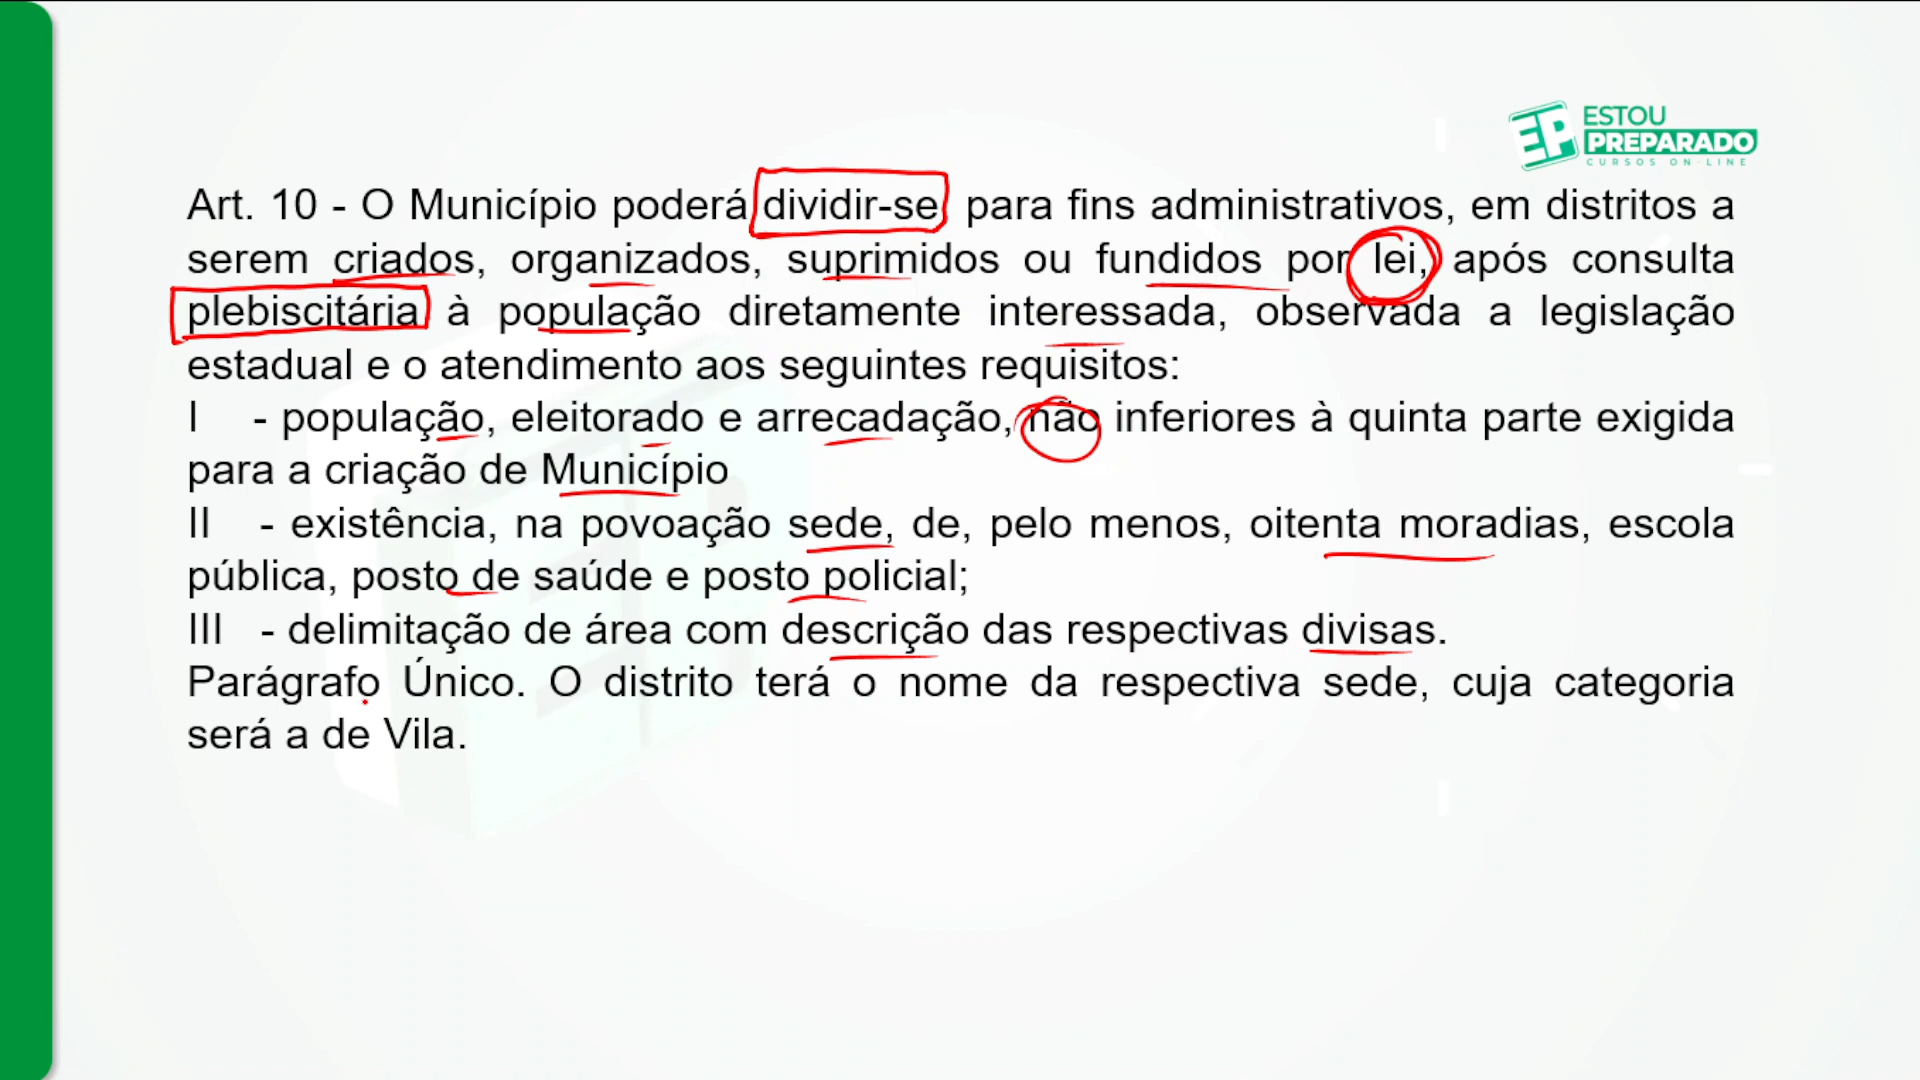 EP ESTOU
PREPARADO
CURSOS ON-LINE
Art. 10 - O Município poderá dividir-se para fins administrativos, em distritos a
serem criados, organizados, suprimidos ou fundidos por lei, após consulta
plebiscitária à população diretamente interessada, observada a legislação
estadual e o atendimento aos seguintes requisitos:
I - população, eleitorado e arrecadação, não inferiores à quinta parte exigida
para a criação de Município
II - existência, na povoação sede, de, pelo menos, oitenta moradias, escola
pública, posto de saúde e posto policial;
III - delimitação de área com descrição das respectivas divisas.
Parágrafo Único. O distrito terá o nome da respectiva sede, cuja categoria
será a de Vila.